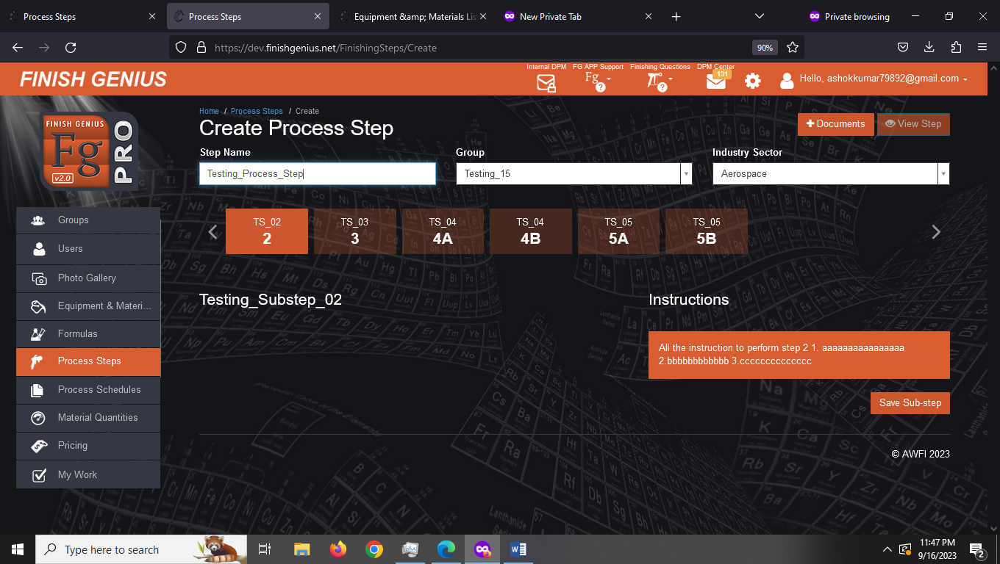 Process Steps
Process Steps
Equipment &amp; Materials Lis
New Private Tab
Private browsing
https://dev.finishgenius.net/FinishingSteps/Create
90%
FINISH GENIUS
Internal DPM
FG APP Support
Finishing Questions
DPM Center
131
Hello, ashokkumar79892@gmail.com
FINISH GENIUS
Fg
v2.0
PRO
Home / Process Steps / Create
Create Process Step
Documents
View Step
Step Name
Group
Industry Sector
Testing_Process_Step
Testing_15
Aerospace
Groups
Users
Photo Gallery
Equipment & Materi...
Formulas
Process Steps
Process Schedules
Material Quantities
Pricing
My Work
TS_02
2
TS_03
3
TS_04
4A
TS_04
4B
TS_05
5A
TS_05
5B
Testing_Substep_02
Instructions
All the instruction to perform step 2 1. aaaaaaaaaaaaaaaa
2.bbbbbbbbbbbb 3.cccccccccccccc
Save Sub-step
© AWFI 2023
Type here to search
11:47 PM
9/16/2023
2